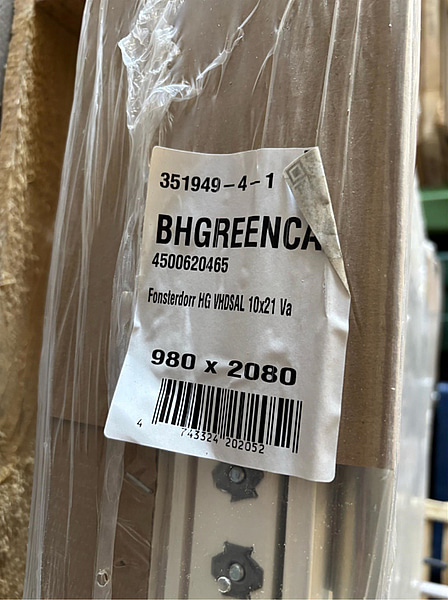 351949-4-1
BHGREENCA
4500620465
Fonsterdorr HG VHDSAL 10x21 Va
980 x 2080
4 743324 202052